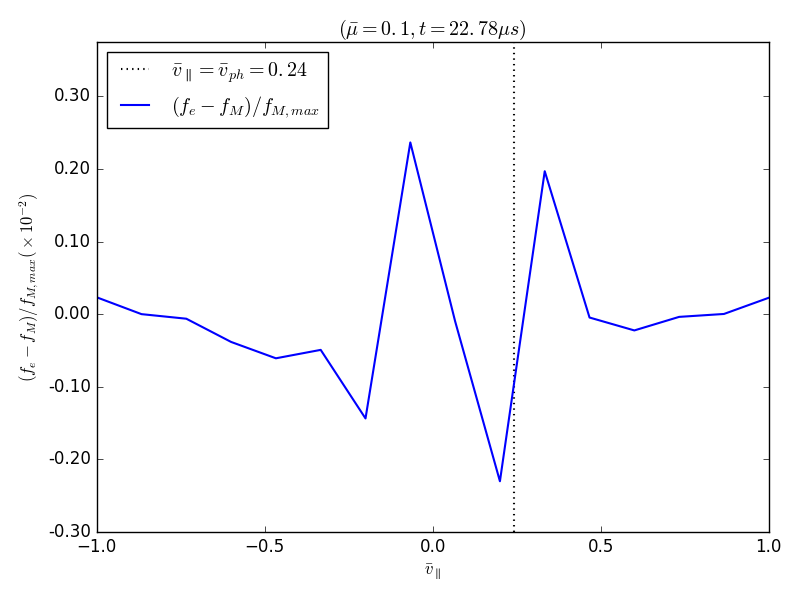 (μ̄ = 0.1, t = 22.78μs)
v̄∥ = v̄ph = 0.24
(fe − fM)/fM,max
0.30
0.20
0.10
0.00
-0.10
-0.20
-0.30
(fe − fM)/fM,max(×10⁻²)
−1.0 −0.5 0.0 0.5 1.0
v̄∥